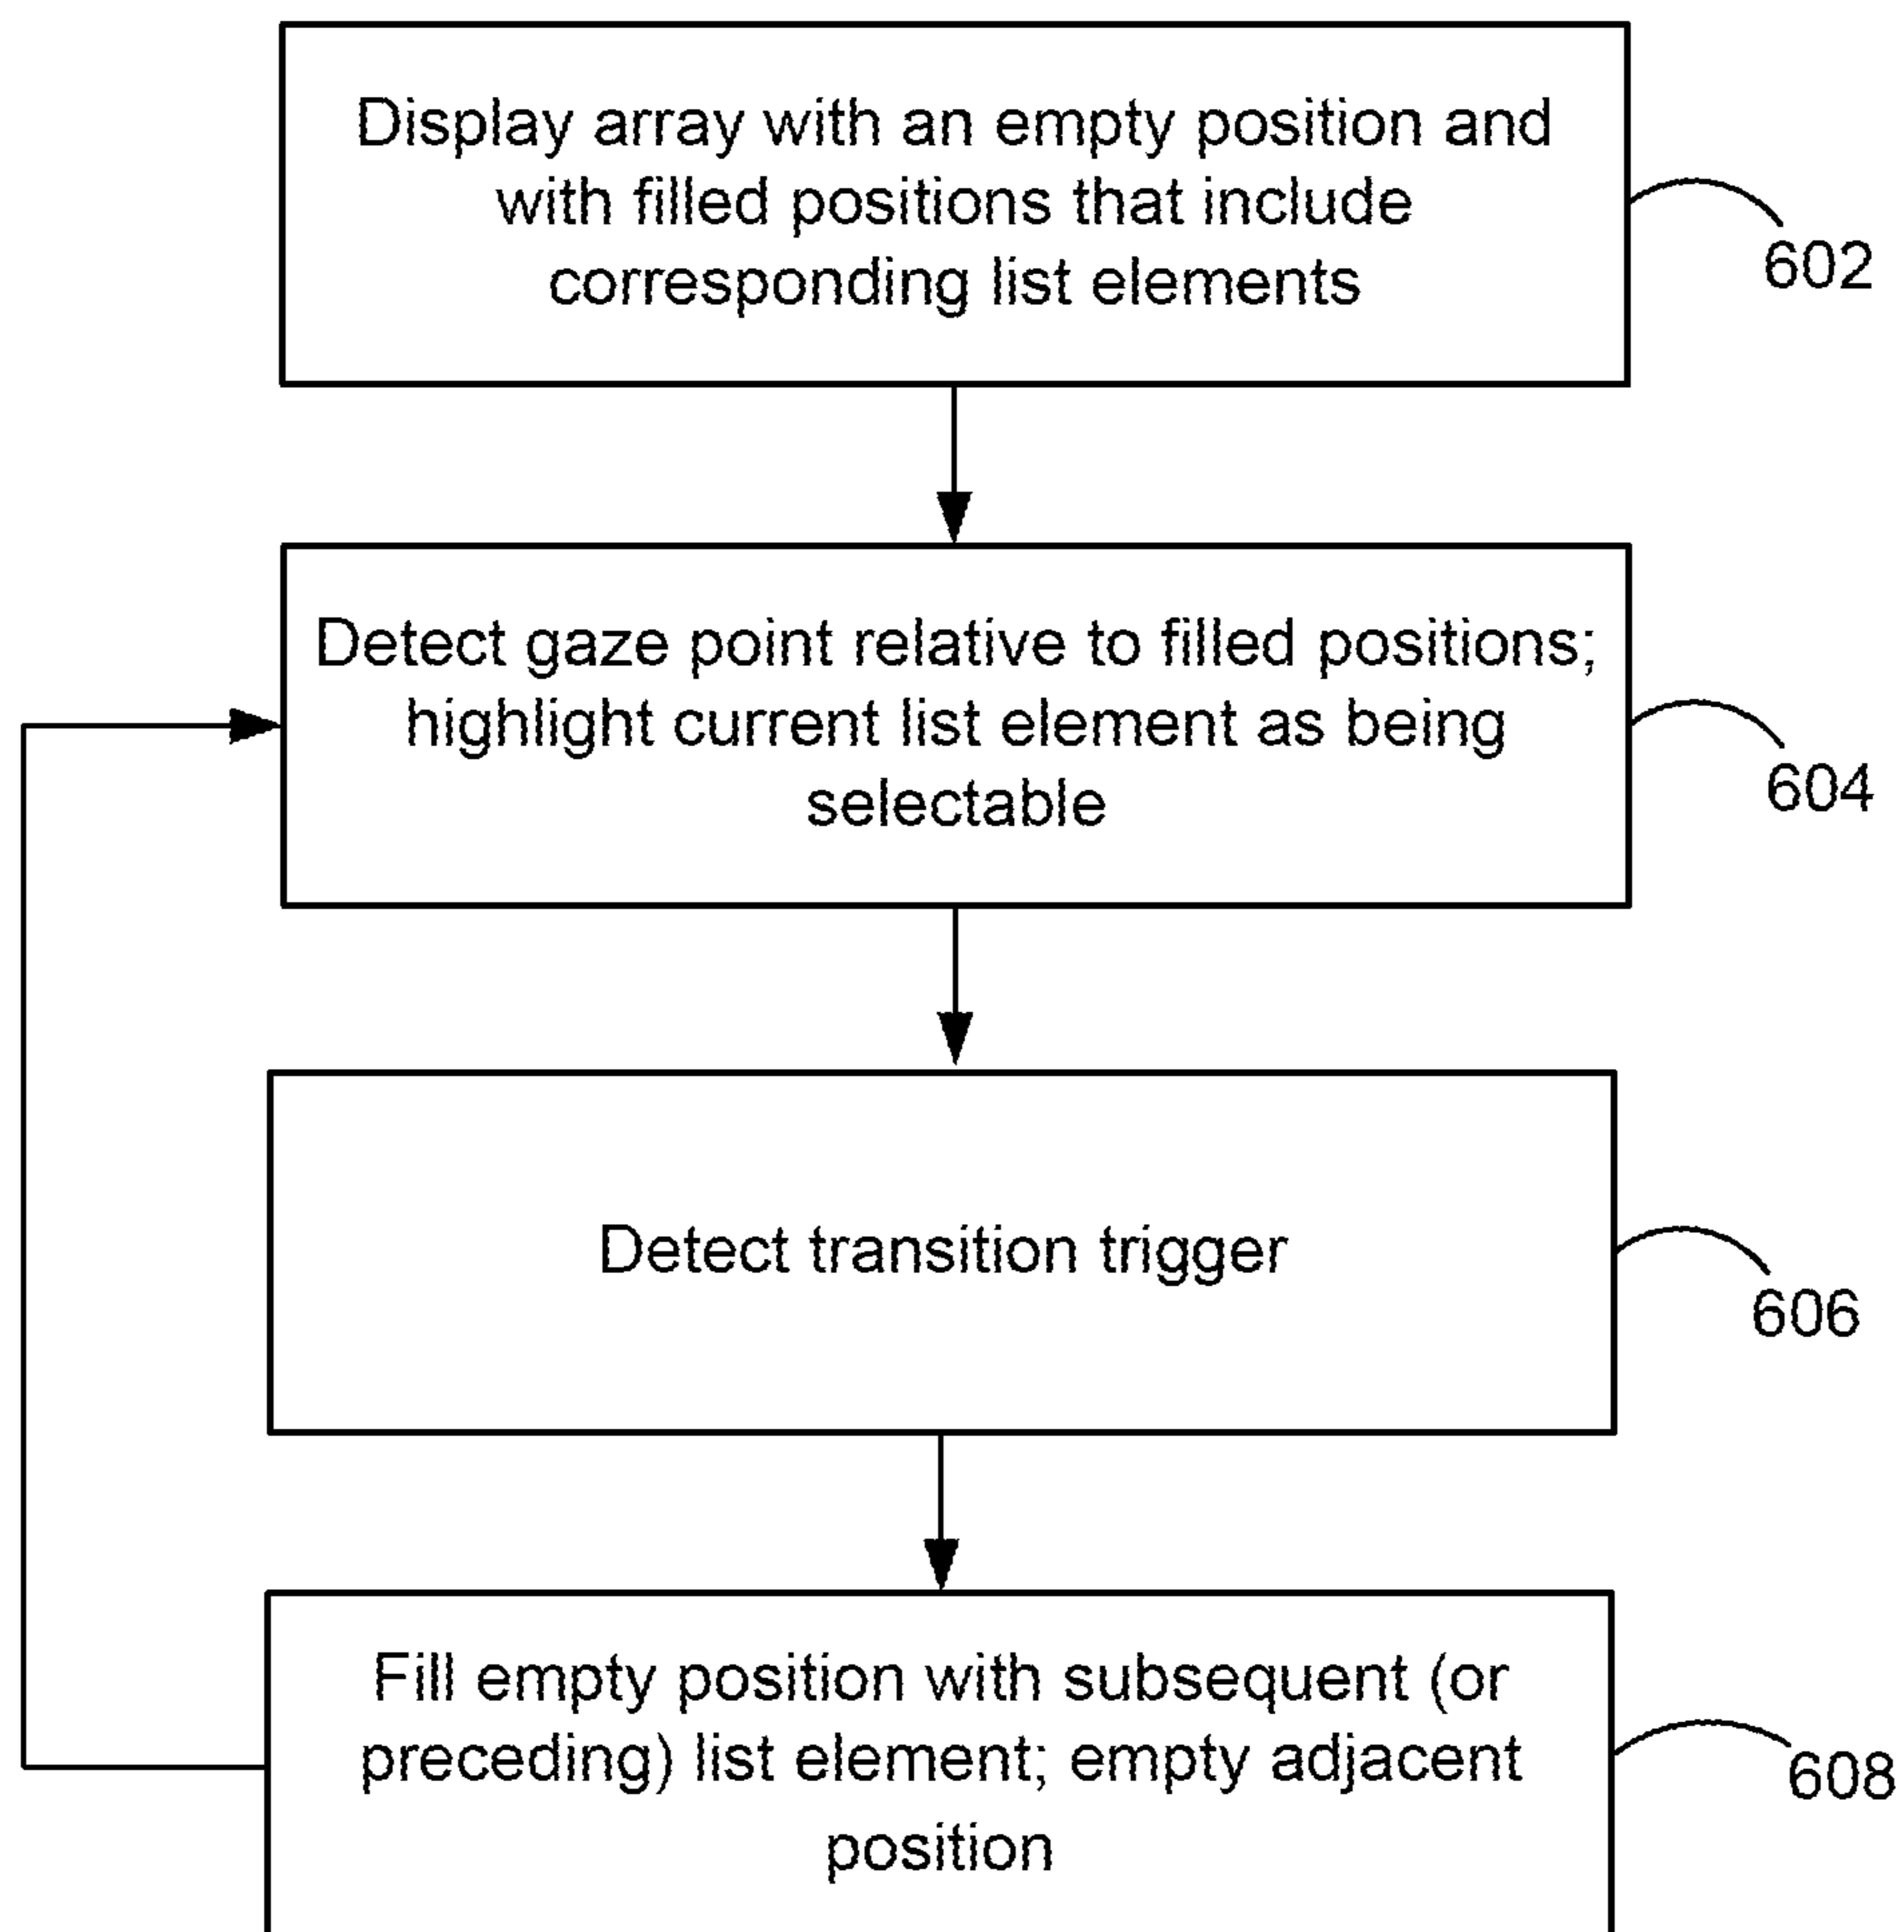 Display array with an empty position and
with filled positions that include
corresponding list elements
602
Detect gaze point relative to filled positions;
highlight current list element as being
selectable
604
Detect transition trigger
606
Fill empty position with subsequent (or
preceding) list element; empty adjacent
position
608